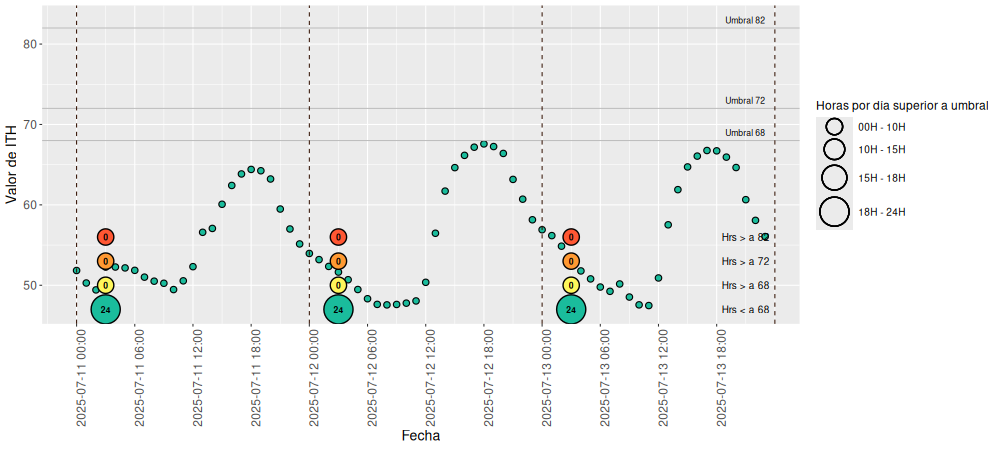 Umbral 82
80
Umbral 72
70
Umbral 68
60
50
Valor de ITH
0
0
0
24
0
0
0
24
0
0
0
24
Hrs > a 82
Hrs > a 72
Hrs > a 68
Hrs < a 68
2025-07-11 00:00
2025-07-11 06:00
2025-07-11 12:00
2025-07-11 18:00
2025-07-12 00:00
2025-07-12 06:00
2025-07-12 12:00
2025-07-12 18:00
2025-07-13 00:00
2025-07-13 06:00
2025-07-13 12:00
2025-07-13 18:00
Fecha
Horas por dia superior a umbral
00H - 10H
10H - 15H
15H - 18H
18H - 24H